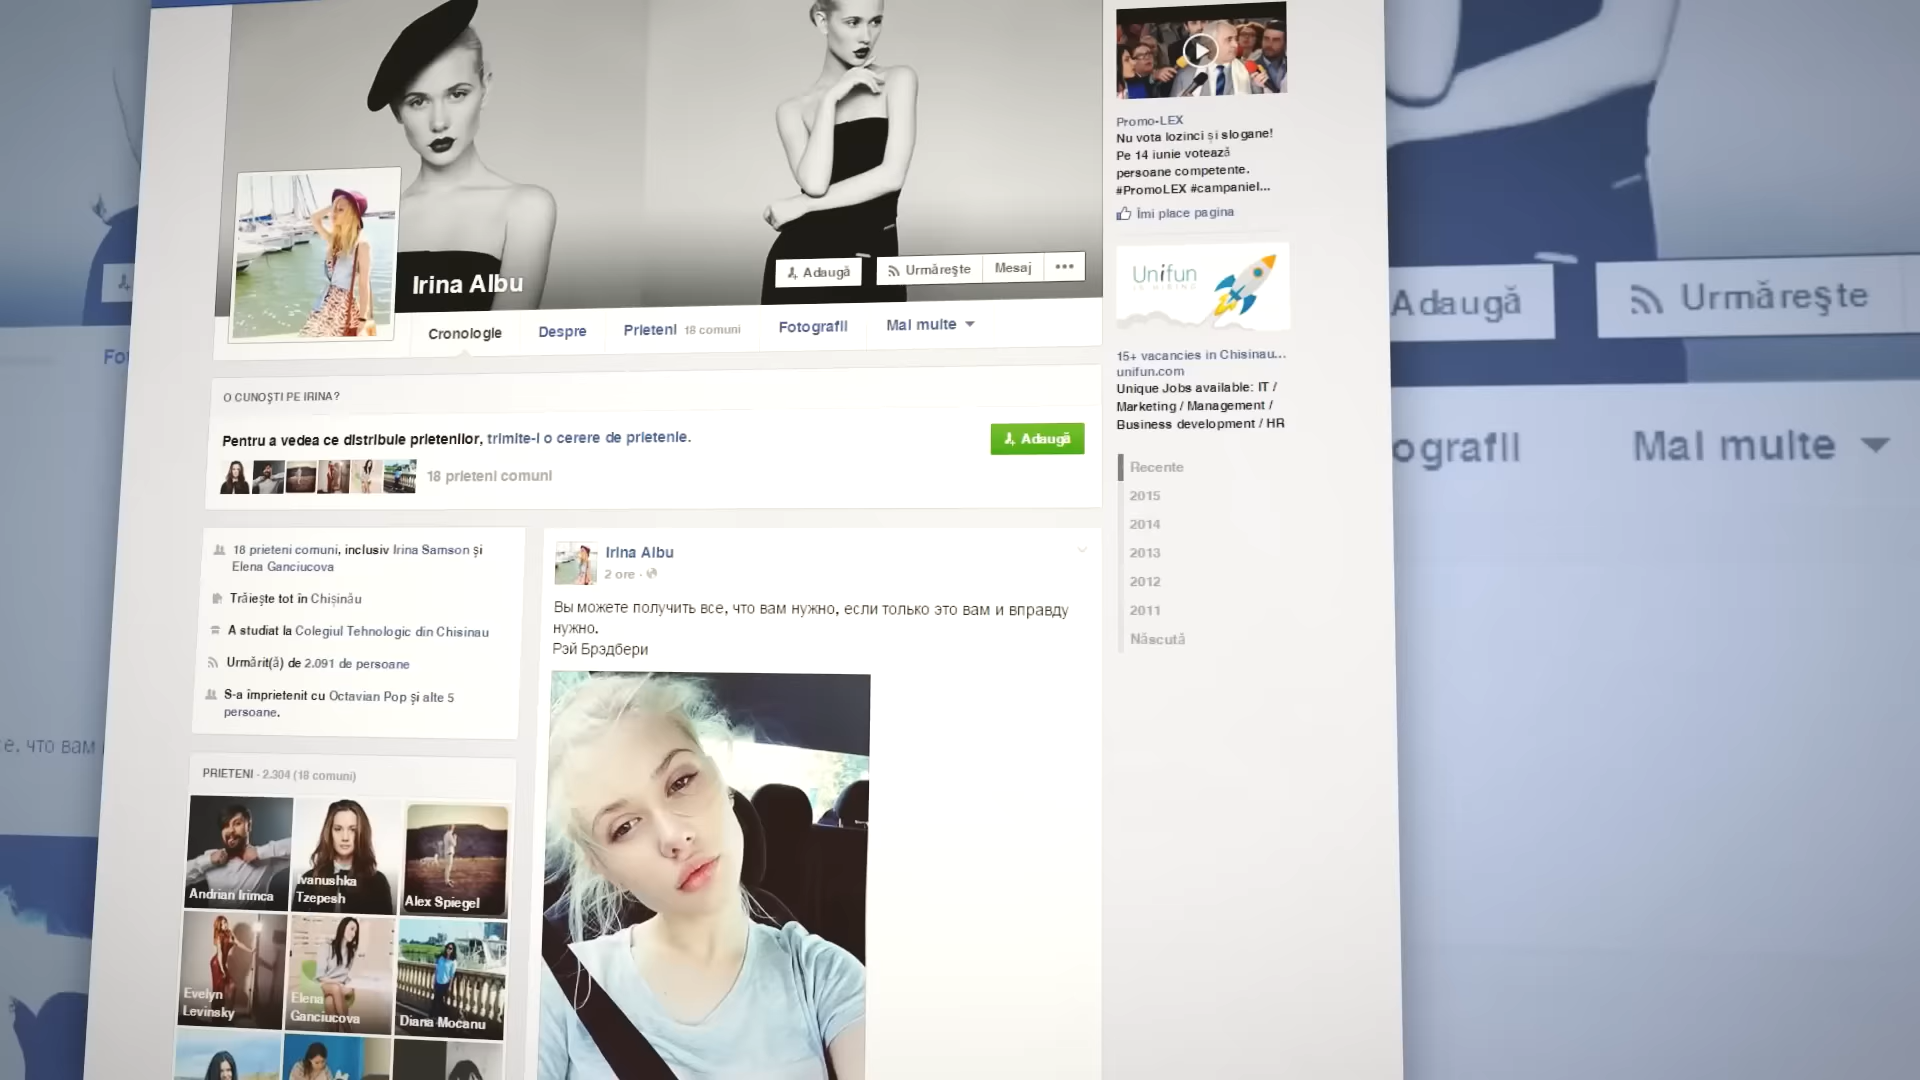 Irina Albu
Adaugă
Urmărește
Mesaj
Cronologie
Despre
Prieteni 18 comuni
Fotografii
Mai multe
O CUNOȘTI PE IRINA?
Pentru a vedea ce distribuie prietenilor, trimite-i o cerere de prietenie.
Adaugă
18 prieteni comuni
18 prieteni comuni, inclusiv Irina Samson și
Elena Ganciucova
Trăiește tot în Chișinău
A studiat la Colegiul Tehnologic din Chisinau
Urmărit(ă) de 2.091 de persoane
S-a împrietenit cu Octavian Pop și alte 5
persoane.
PRIETENI - 2.304 (18 comuni)
Andrian Irimca
Ivanushka
Tzepesh
Alex Spiegel
Evelyn
Levinsky
Elena
Ganciucova
Diana Mocanu
Irina Albu
2 ore
Вы можете получить все, что вам нужно, если только это вам и вправду
нужно.
Рэй Брэдбери
Promo-LEX
Nu vota lozinci și slogane!
Pe 14 iunie votează
persoane competente.
#PromoLEX #campaniel...
Îmi place pagina
Unifun
IS HIRING
15+ vacancies in Chisinau...
unifun.com
Unique Jobs available: IT /
Marketing / Management /
Business development / HR
Recente
2015
2014
2013
2012
2011
Născută
Adaugă
Urmărește
ografii
Mai multe
Fo
е, что вам